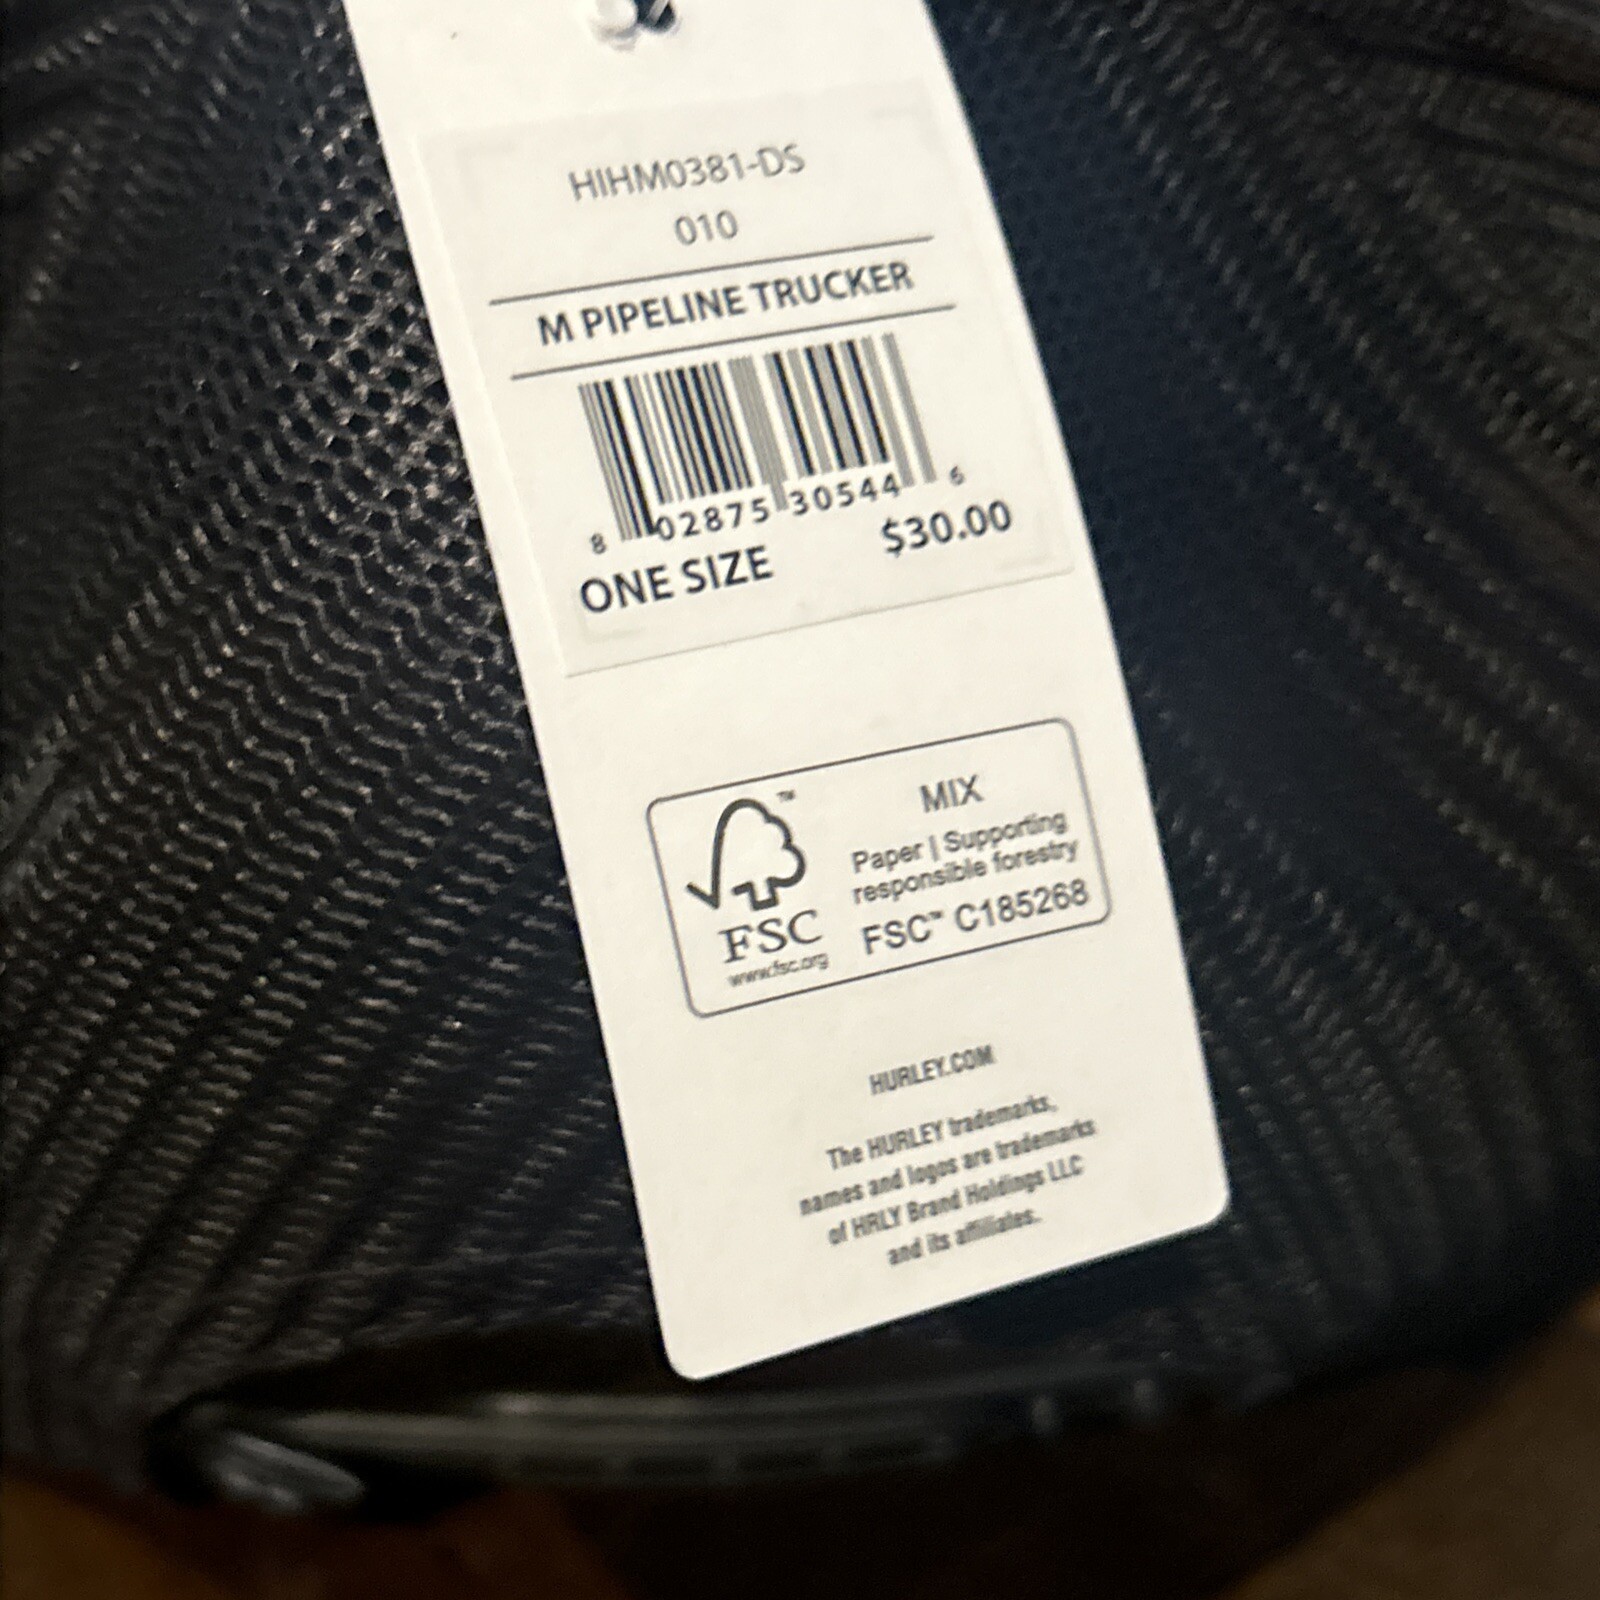 HIHM0381-DS
010
M PIPELINE TRUCKER
8 02875 30544 6
ONE SIZE $30.00
MIX
Paper | Supporting
responsible forestry
FSC™ C185268
™
FSC
www.fsc.org
HURLEY.COM
The HURLEY trademarks,
names and logos are trademarks
of HRLY Brand Holdings LLC
and its affiliates.